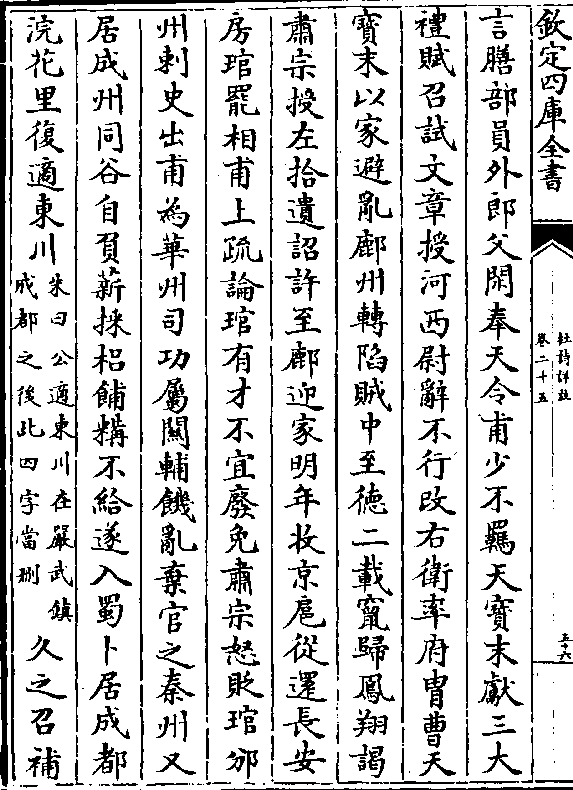 欽定四庫全書
杜詩詳註
卷二十五
五十六
言膳部員外郎父閑奉天令甫少不羈天寶末獻三大
禮賦召試文章授河西尉辭不行改右衛率府胄曹天
寶末以家避亂鄜州轉陷賊中至德二載竄歸鳳翔謁
肅宗授左拾遺詔許至鄜迎家明年收京扈從還長安
房琯罷相甫上疏論琯有才不宜廢免肅宗怒貶琯邠
州刺史出甫為華州司功屬關輔饑亂棄官之秦州又
居成州同谷自負薪採梠餔糒不給遂入蜀卜居成都
浣花里復適東川
朱曰公適東川在嚴武鎮
成都之後此四字當刪
久之召補